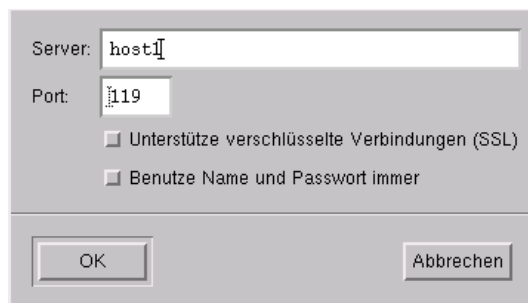 Server: host1
Port: 119
Unterstütze verschlüsselte Verbindungen (SSL)
Benutze Name und Passwort immer
OK Abbrechen